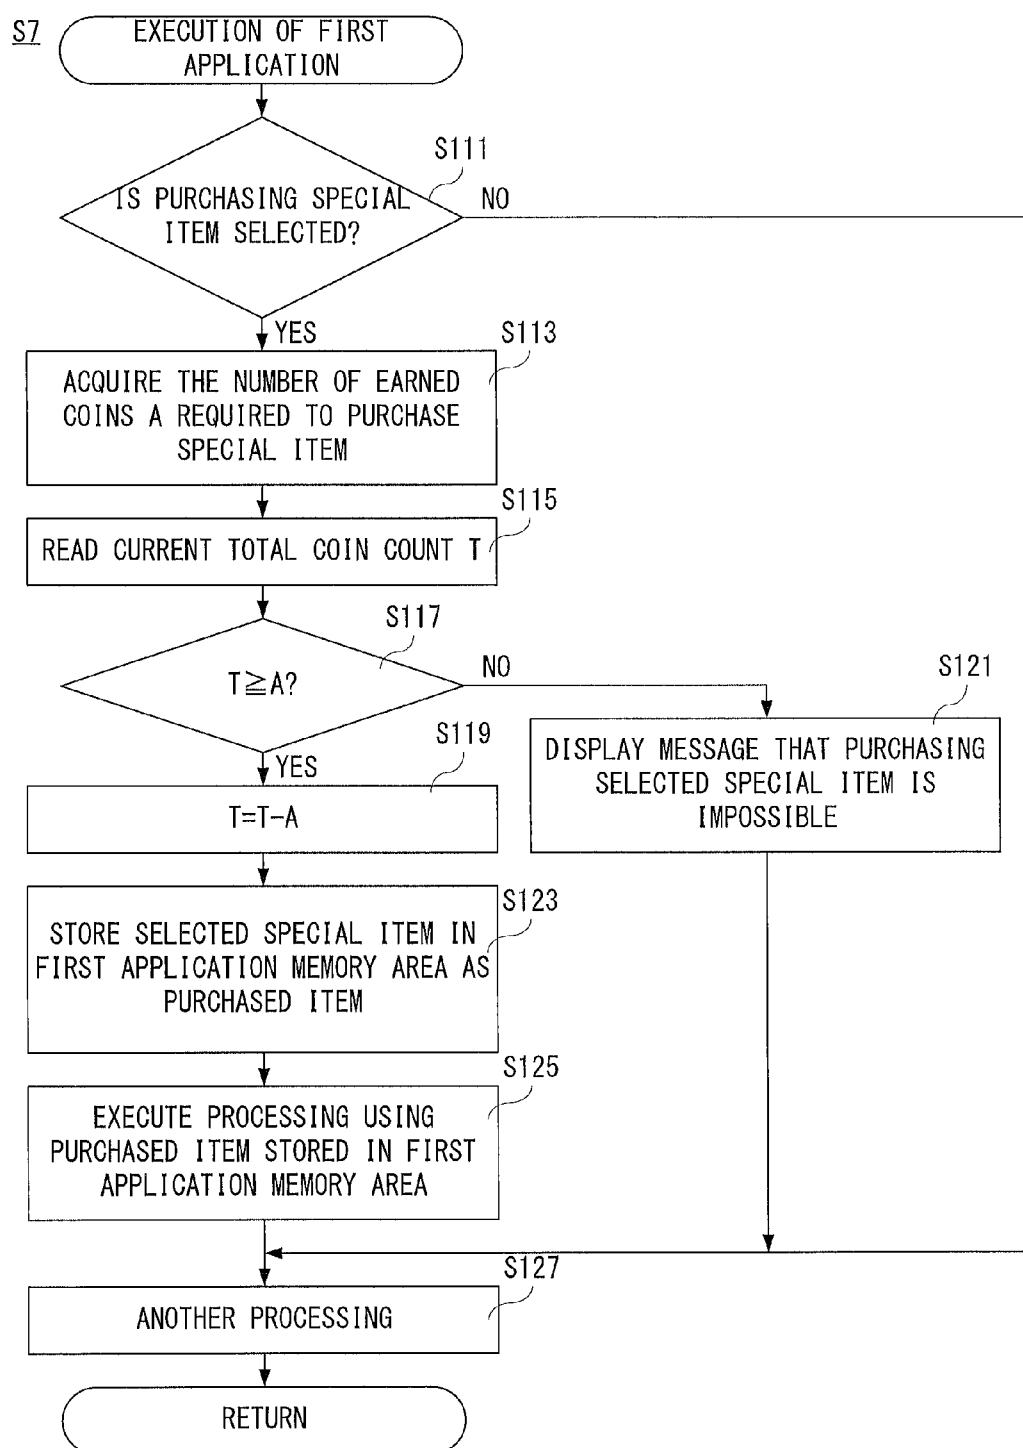 S7
EXECUTION OF FIRST
APPLICATION
S111
IS PURCHASING SPECIAL
ITEM SELECTED?
NO
YES
S113
ACQUIRE THE NUMBER OF EARNED
COINS A REQUIRED TO PURCHASE
SPECIAL ITEM
S115
READ CURRENT TOTAL COIN COUNT T
S117
T≧A?
NO
YES
S119
T=T-A
S121
DISPLAY MESSAGE THAT PURCHASING
SELECTED SPECIAL ITEM IS
IMPOSSIBLE
S123
STORE SELECTED SPECIAL ITEM IN
FIRST APPLICATION MEMORY AREA AS
PURCHASED ITEM
S125
EXECUTE PROCESSING USING
PURCHASED ITEM STORED IN FIRST
APPLICATION MEMORY AREA
S127
ANOTHER PROCESSING
RETURN